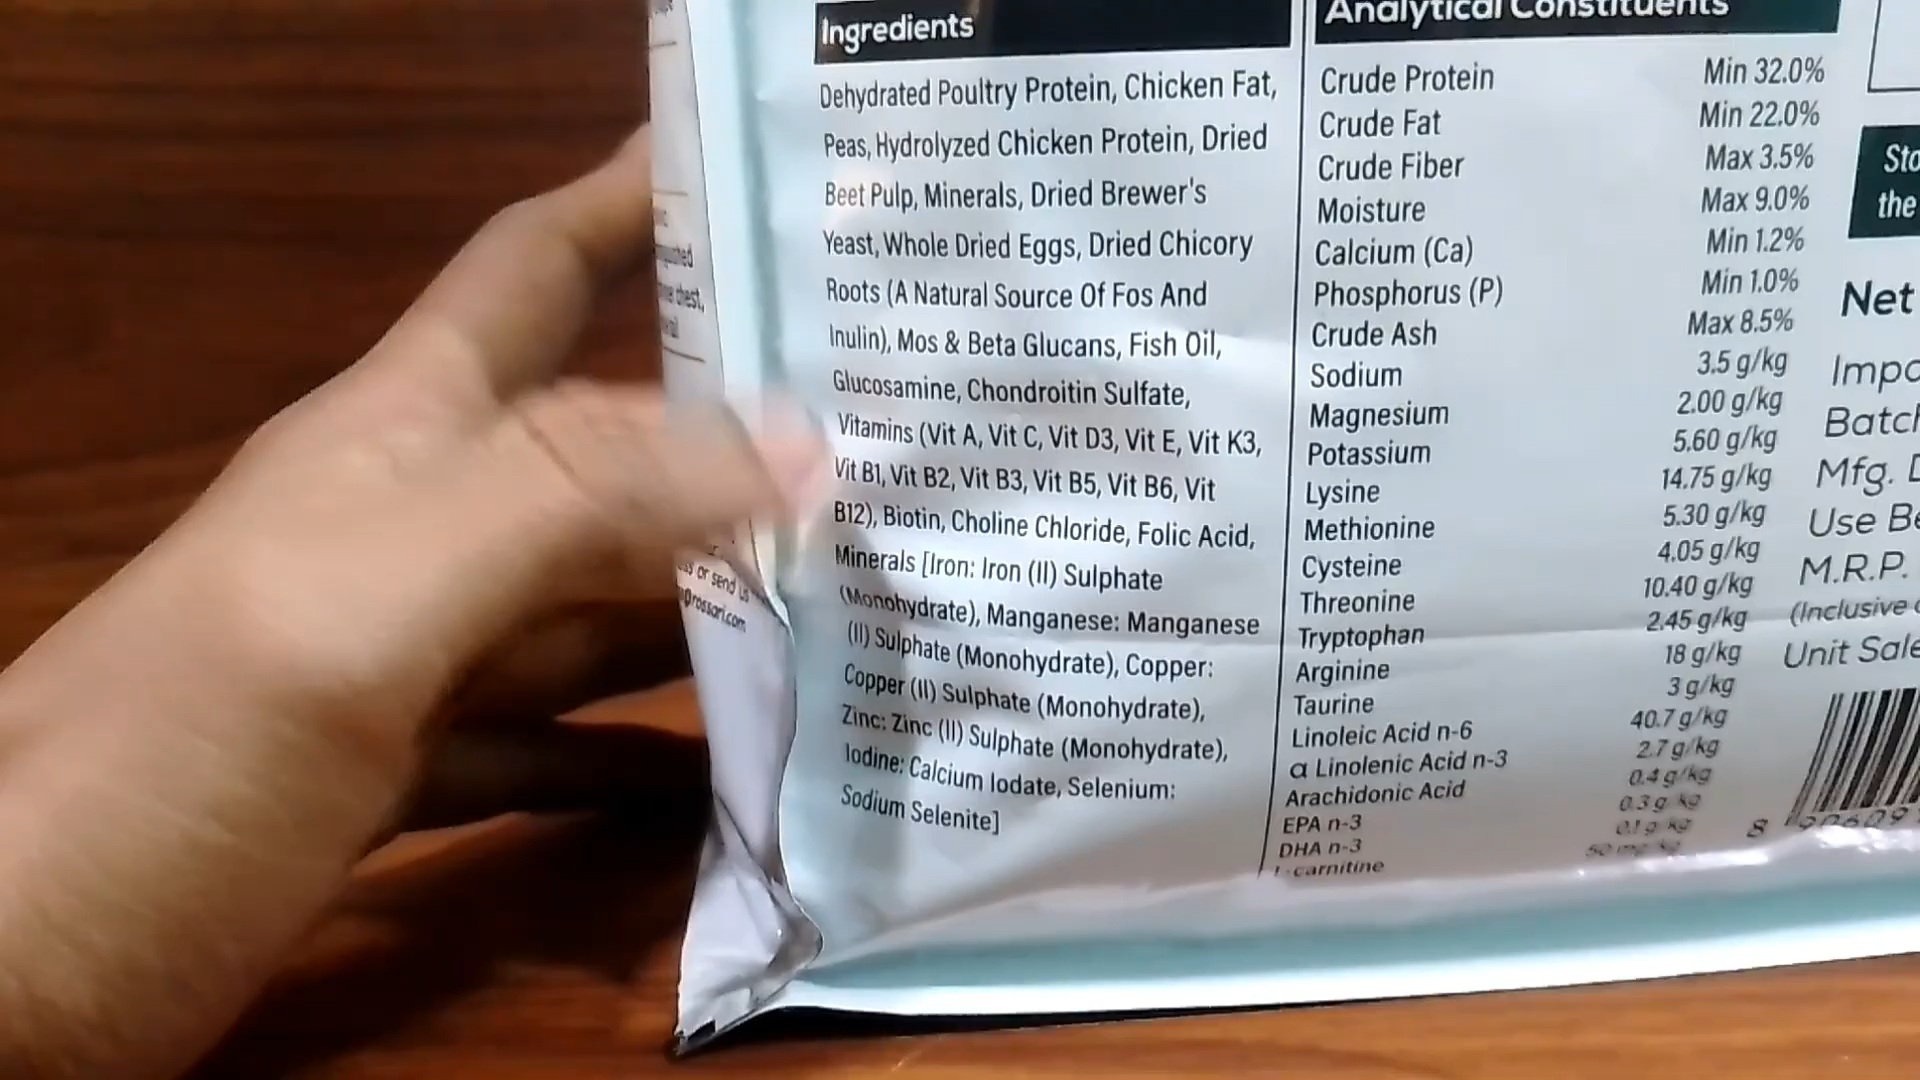 Ingredients
Dehydrated Poultry Protein, Chicken Fat,
Peas, Hydrolyzed Chicken Protein, Dried
Beet Pulp, Minerals, Dried Brewer's
Yeast, Whole Dried Eggs, Dried Chicory
Roots (A Natural Source Of Fos And
Inulin), Mos & Beta Glucans, Fish Oil,
Glucosamine, Chondroitin Sulfate,
Vitamins (Vit A, Vit C, Vit D3, Vit E, Vit K3,
Vit B1, Vit B2, Vit B3, Vit B5, Vit B6, Vit
B12), Biotin, Choline Chloride, Folic Acid,
Minerals [Iron: Iron (II) Sulphate
(Monohydrate), Manganese: Manganese
(II) Sulphate (Monohydrate), Copper:
Copper (II) Sulphate (Monohydrate),
Zinc: Zinc (II) Sulphate (Monohydrate),
Iodine: Calcium Iodate, Selenium:
Sodium Selenite]
Analytical Constituents
Crude Protein Min 32.0%
Crude Fat Min 22.0%
Crude Fiber Max 3.5%
Moisture Max 9.0%
Calcium (Ca) Min 1.2%
Phosphorus (P) Min 1.0%
Crude Ash Max 8.5%
Sodium 3.5 g/kg
Magnesium 2.00 g/kg
Potassium 5.60 g/kg
Lysine 14.75 g/kg
Methionine 5.30 g/kg
Cysteine 4.05 g/kg
Threonine 10.40 g/kg
Tryptophan 2.45 g/kg
Arginine 18 g/kg
Taurine 3 g/kg
Linoleic Acid n-6 40.7 g/kg
α Linolenic Acid n-3 2.7 g/kg
Arachidonic Acid 0.4 g/kg
EPA n-3 0.3 g/kg
DHA n-3 0.1 g/kg
L-carnitine 50 mg/kg
the
Net
M.R.P.
(Inclusive
Unit Sale
or send us